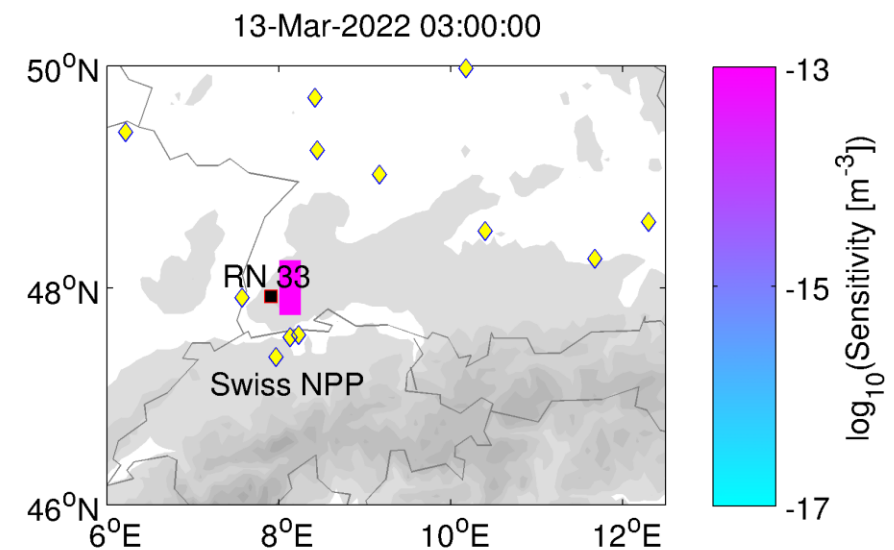 13-Mar-2022 03:00:00
50°N
48°N
46°N
6°E
8°E
10°E
12°E
RN 33
Swiss NPP
-13
-15
-17
log₁₀(Sensitivity [m⁻³])